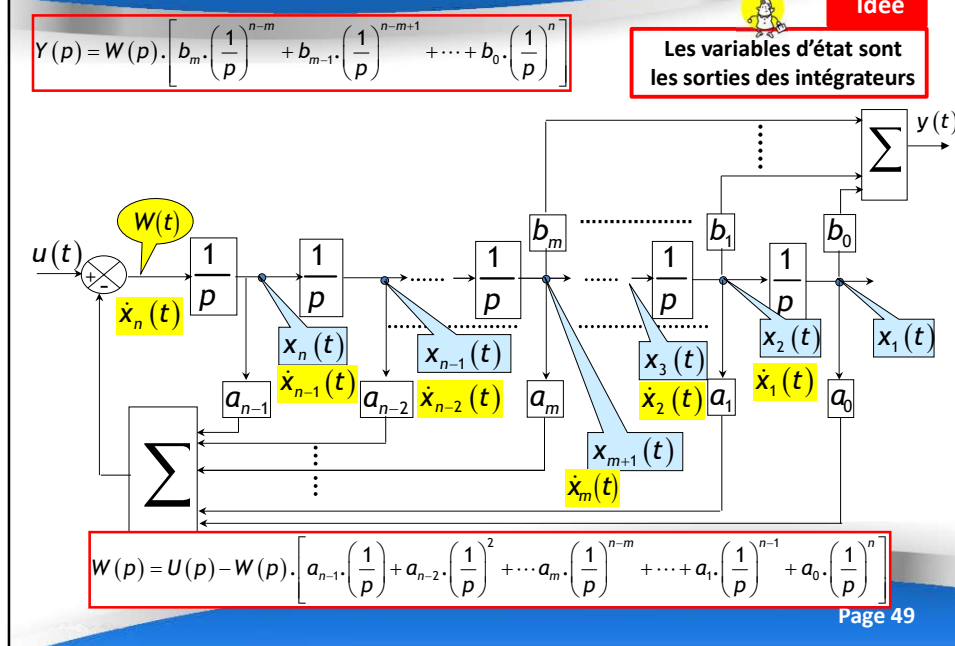 Idée
Y(p) = W(p).[b_m.(1/p)^{n-m} + b_{m-1}.(1/p)^{n-m+1} + ⋯ + b_0.(1/p)^n]
Les variables d'état sont
les sorties des intégrateurs
y(t)
Σ
W(t)
b_m
b_1
b_0
u(t)
+
-
1/p
1/p
1/p
1/p
1/p
ẋ_n(t)
x_n(t)
x_{n-1}(t)
x_3(t)
x_2(t)
x_1(t)
ẋ_{n-1}(t)
ẋ_{n-2}(t)
ẋ_2(t)
ẋ_1(t)
a_{n-1}
a_{n-2}
a_m
a_1
a_0
Σ
x_{m+1}(t)
ẋ_m(t)
W(p) = U(p) − W(p).[a_{n-1}.(1/p) + a_{n-2}.(1/p)^2 + ⋯ a_m.(1/p)^{n-m} + ⋯ + a_1.(1/p)^{n-1} + a_0.(1/p)^n]
Page 49